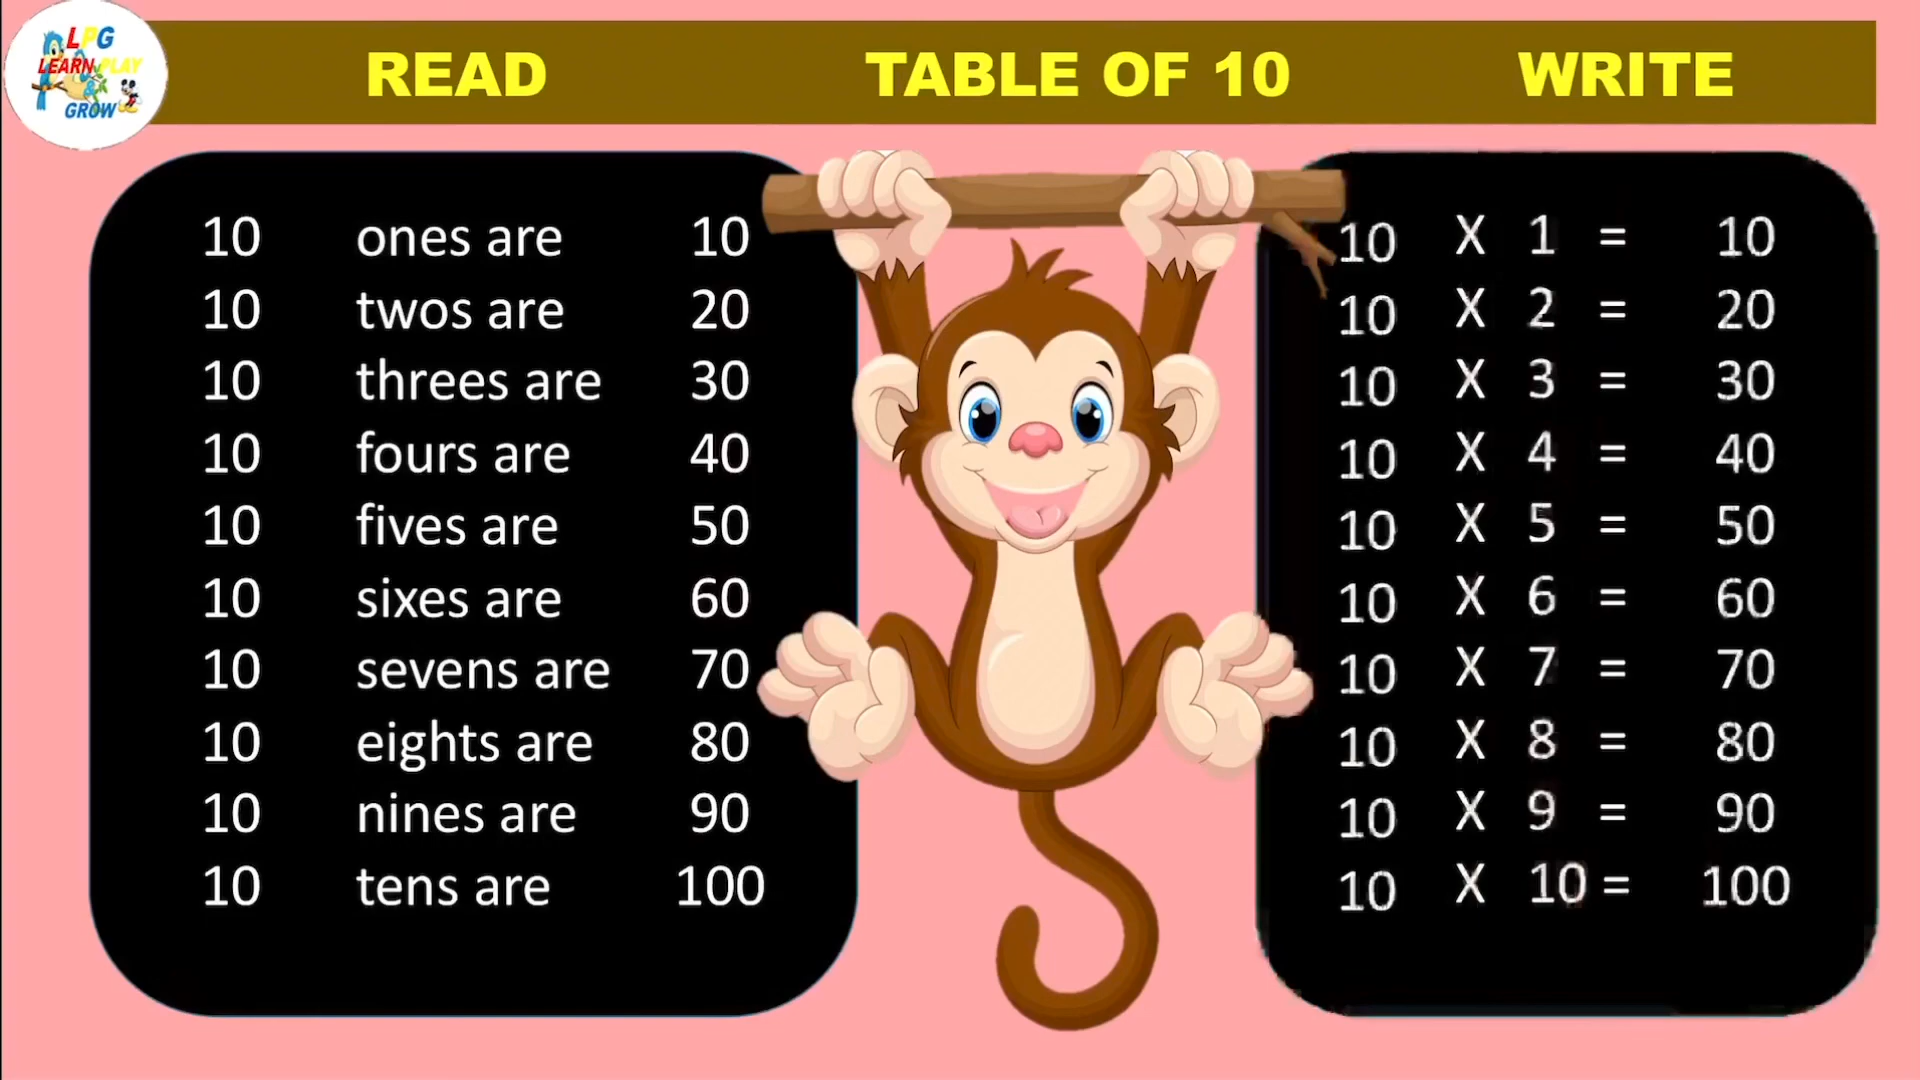 LPG
LEARN PLAY
&
GROW
READ TABLE OF 10 WRITE
10 ones are 10
10 twos are 20
10 threes are 30
10 fours are 40
10 fives are 50
10 sixes are 60
10 sevens are 70
10 eights are 80
10 nines are 90
10 tens are 100
10 X 1 = 10
10 X 2 = 20
10 X 3 = 30
10 X 4 = 40
10 X 5 = 50
10 X 6 = 60
10 X 7 = 70
10 X 8 = 80
10 X 9 = 90
10 X 10 = 100